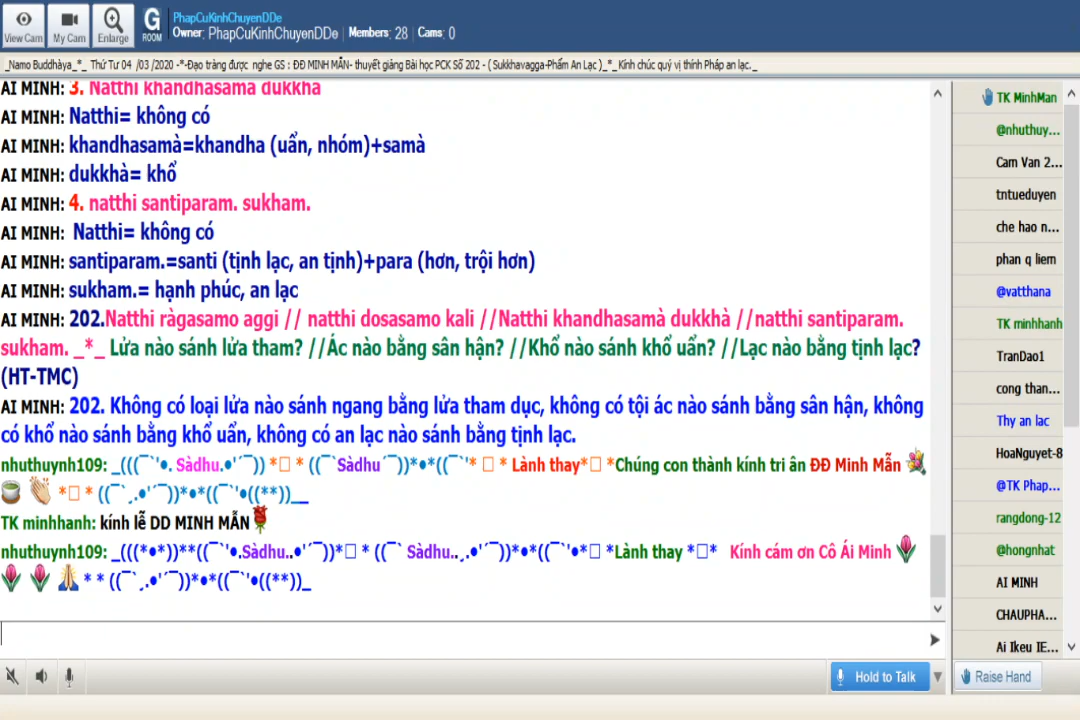 PhapCuKinhChuyenDDe
Owner: PhapCuKinhChuyenDDe Members: 28 Cams: 0
View Cam My Cam Enlarge G ROOM
_Namo Buddhàya_*_ Thứ Tư 04 /03 /2020 -*-Đạo tràng được nghe GS : ĐĐ MINH MẪN- thuyết giảng Bài học PCK Số 202 - ( Sukkhavagga-Phẩm An Lạc )_*_Kính chúc quý vị thính Pháp an lạc._
AI MINH: 3. Natthi khandhasamà dukkhà
AI MINH: Natthi= không có
AI MINH: khandhasamà=khandha (uẩn, nhóm)+samà
AI MINH: dukkhà= khổ
AI MINH: 4. natthi santiparam. sukham.
AI MINH: Natthi= không có
AI MINH: santiparam.=santi (tịnh lạc, an tịnh)+para (hơn, trội hơn)
AI MINH: sukham.= hạnh phúc, an lạc
AI MINH: 202.Natthi ràgasamo aggi // natthi dosasamo kali //Natthi khandhasamà dukkhà //natthi santiparam.
sukham. _*_ Lửa nào sánh lửa tham? //Ác nào bằng sân hận? //Khổ nào sánh khổ uẩn? //Lạc nào bằng tịnh lạc?
(HT-TMC)
AI MINH: 202. Không có loại lửa nào sánh ngang bằng lửa tham dục, không có tội ác nào sánh bằng sân hận, không
có khổ nào sánh bằng khổ uẩn, không có an lạc nào sánh bằng tịnh lạc.
nhuthuynh109: _(((¯`'•. Sàdhu.•'´¯)) *□ * ((¯`Sàdhu´¯))*•*((¯`'* □ * Lành thay*□ *Chúng con thành kính tri ân ĐĐ Minh Mẫn 💐
🍵 👏 *□ * ((¯`¸.•'´¯))*•*((¯`'•((**))__
TK minhhanh: kính lễ DD MINH MẪN🌹
nhuthuynh109: _(((*•*))**((¯`'•.Sàdhu..•'´¯))*□ * ((¯` Sàdhu..¸.•'´¯))*•*((¯`'•*□ *Lành thay *□* Kính cám ơn Cô Ái Minh 🌷
🌷 🌷 🙏 * * ((¯`¸.•'´¯))*•*((¯`'•((**))_
TK MinhMan
@nhuthuy...
Cam Van 2...
tntueduyen
che hao n...
phan q liem
@vatthana
TK minhhanh
TranDao1
cong than...
Thy an lac
HoaNguyet-8
@TK Phap...
rangdong-12
@hongnhat
AI MINH
CHAUPHA...
Ai Ikeu IE...
Hold to Talk
Raise Hand